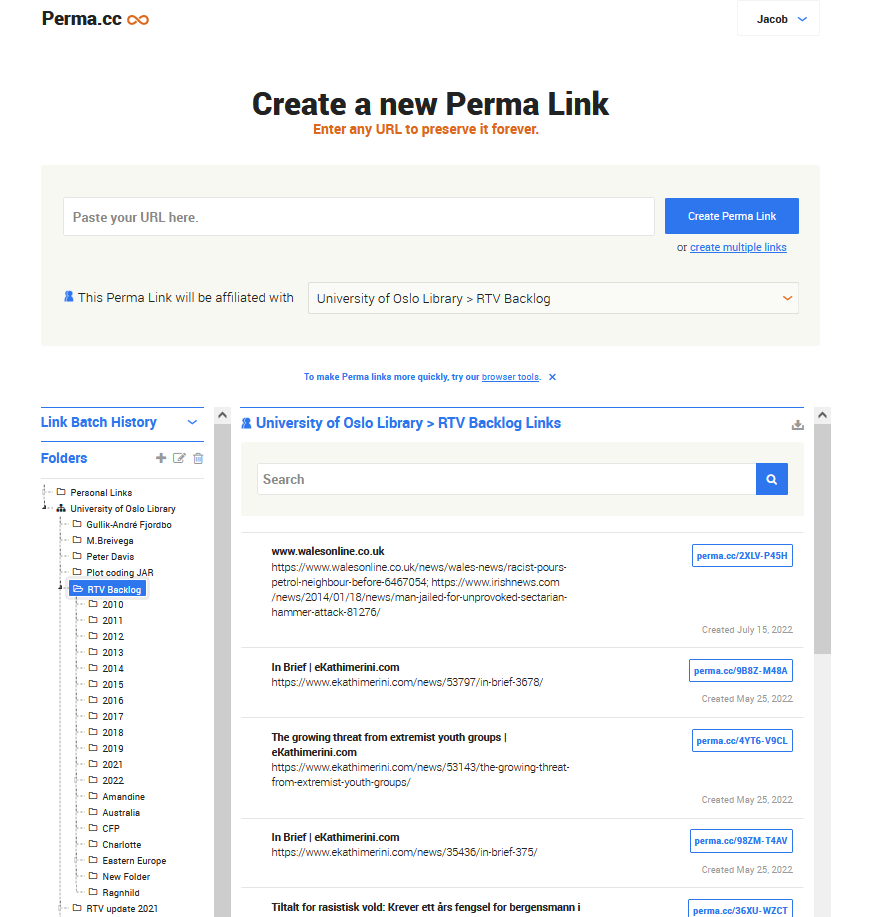 Perma.cc
Jacob
Create a new Perma Link
Enter any URL to preserve it forever.
Paste your URL here.
Create Perma Link
or create multiple links
This Perma Link will be affiliated with
University of Oslo Library > RTV Backlog
To make Perma links more quickly, try our browser tools. ×
Link Batch History
Folders
Personal Links
University of Oslo Library
Gullik-André Fjordbo
M.Breivega
Peter Davis
Plot coding JAR
RTV Backlog
2010
2011
2012
2013
2014
2015
2016
2017
2018
2019
2021
2022
Amandine
Australia
CFP
Charlotte
Eastern Europe
New Folder
Ragnhild
RTV update 2021
University of Oslo Library > RTV Backlog Links
Search
www.walesonline.co.uk
perma.cc/2XLV-P45H
https://www.walesonline.co.uk/news/wales-news/racist-pours-
petrol-neighbour-before-6467054; https://www.irishnews.com
/news/2014/01/18/news/man-jailed-for-unprovoked-sectarian-
hammer-attack-81276/
Created July 15, 2022
In Brief | eKathimerini.com
perma.cc/9B8Z-M48A
https://www.ekathimerini.com/news/53797/in-brief-3678/
Created May 25, 2022
The growing threat from extremist youth groups |
eKathimerini.com
perma.cc/4YT6-V9CL
https://www.ekathimerini.com/news/53143/the-growing-threat-
from-extremist-youth-groups/
Created May 25, 2022
In Brief | eKathimerini.com
perma.cc/98ZM-T4AV
https://www.ekathimerini.com/news/35436/in-brief-375/
Created May 25, 2022
Tiltalt for rasistisk vold: Krever ett års fengsel for bergensmann i
perma.cc/36XU-WZCT